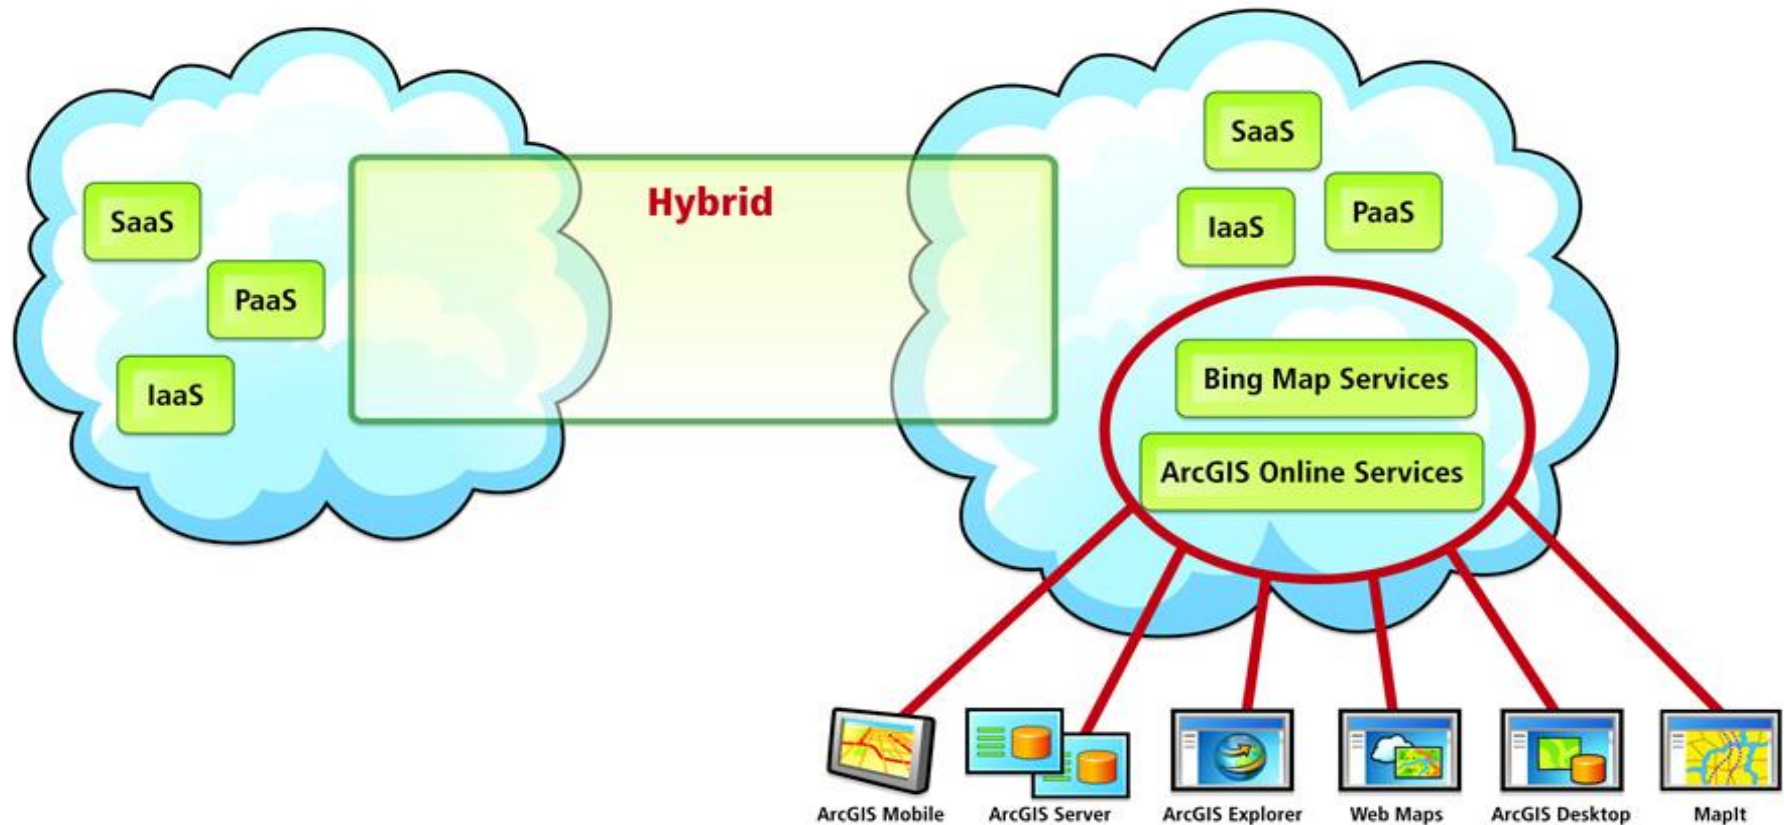 SaaS
PaaS
IaaS
Hybrid
SaaS
PaaS
IaaS
Bing Map Services
ArcGIS Online Services
ArcGIS Mobile
ArcGIS Server
ArcGIS Explorer
Web Maps
ArcGIS Desktop
MapIt